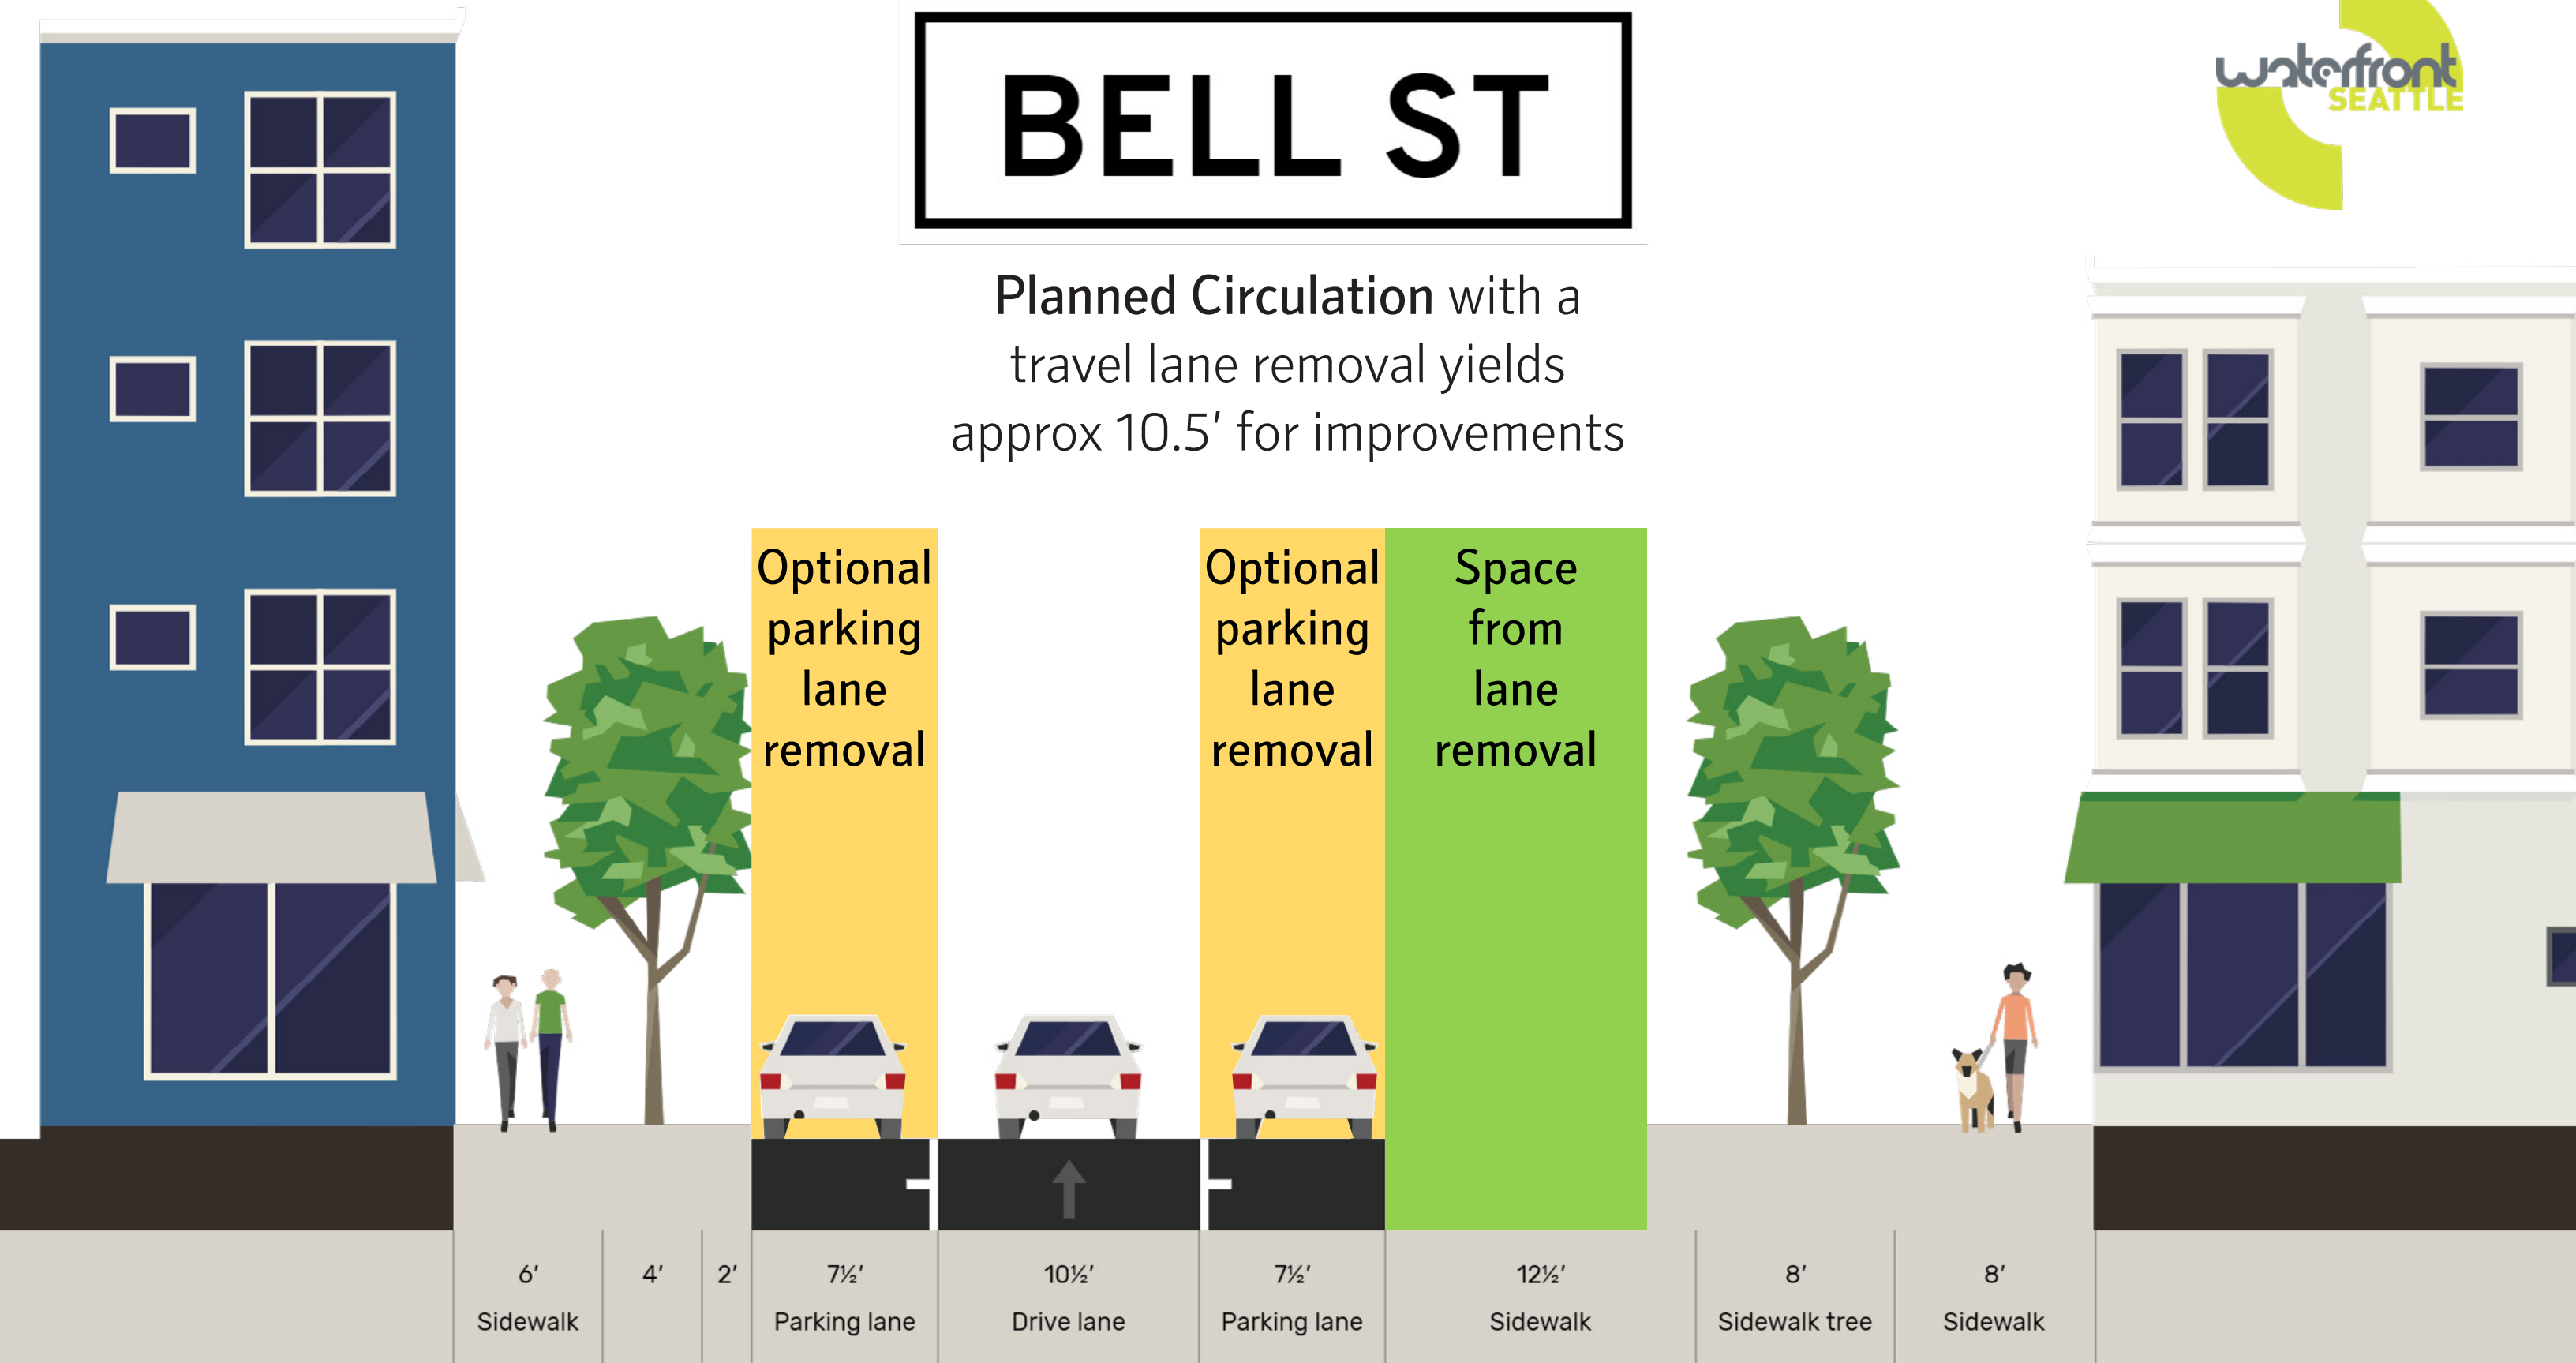 BELL ST
waterfront
SEATTLE
Planned Circulation with a
travel lane removal yields
approx 10.5' for improvements
Optional
parking
lane
removal
Optional
parking
lane
removal
Space
from
lane
removal
6'
Sidewalk
4'
2'
7½'
Parking lane
10½'
Drive lane
7½'
Parking lane
12½'
Sidewalk
8'
Sidewalk tree
8'
Sidewalk